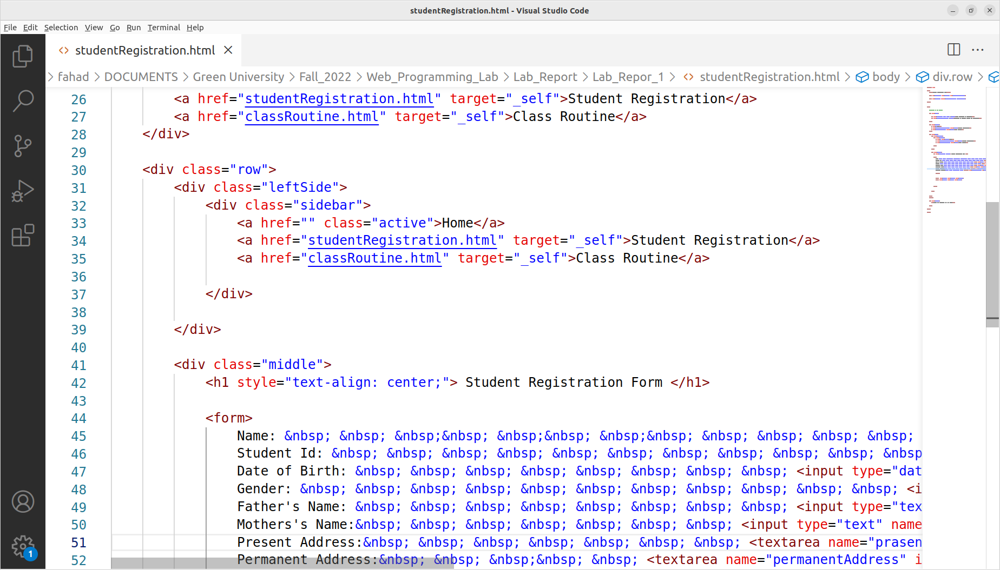 studentRegistration.html - Visual Studio Code
File Edit Selection View Go Run Terminal Help
studentRegistration.html
fahad > DOCUMENTS > Green University > Fall_2022 > Web_Programming_Lab > Lab_Report > Lab_Repor_1 > studentRegistration.html > body > div.row >
26 <a href="studentRegistration.html" target="_self">Student Registration</a>
27 <a href="classRoutine.html" target="_self">Class Routine</a>
28 </div>
29
30 <div class="row">
31 <div class="leftSide">
32 <div class="sidebar">
33 <a href="" class="active">Home</a>
34 <a href="studentRegistration.html" target="_self">Student Registration</a>
35 <a href="classRoutine.html" target="_self">Class Routine</a>
36
37 </div>
38
39 </div>
40
41 <div class="middle">
42 <h1 style="text-align: center;"> Student Registration Form </h1>
43
44 <form>
45 Name: &nbsp; &nbsp; &nbsp;&nbsp; &nbsp;&nbsp; &nbsp;&nbsp; &nbsp; &nbsp; &nbsp; &nbsp;
46 Student Id: &nbsp; &nbsp; &nbsp; &nbsp; &nbsp; &nbsp; &nbsp; &nbsp; &nbsp; &nbsp; &nbsp
47 Date of Birth: &nbsp; &nbsp; &nbsp; &nbsp; &nbsp; &nbsp; &nbsp; &nbsp; <input type="dat
48 Gender: &nbsp; &nbsp; &nbsp; &nbsp; &nbsp; &nbsp; &nbsp; &nbsp; &nbsp; &nbsp; &nbsp; <i
49 Father's Name: &nbsp; &nbsp; &nbsp; &nbsp; &nbsp; &nbsp; &nbsp; &nbsp; <input type="tex
50 Mothers's Name:&nbsp; &nbsp; &nbsp; &nbsp; &nbsp; &nbsp; &nbsp; <input type="text" name
51 Present Address:&nbsp; &nbsp; &nbsp; &nbsp; &nbsp; &nbsp; &nbsp; <textarea name="prasen
52 Permanent Address:&nbsp; &nbsp; &nbsp;&nbsp; &nbsp; <textarea name="permanentAddress" i
1